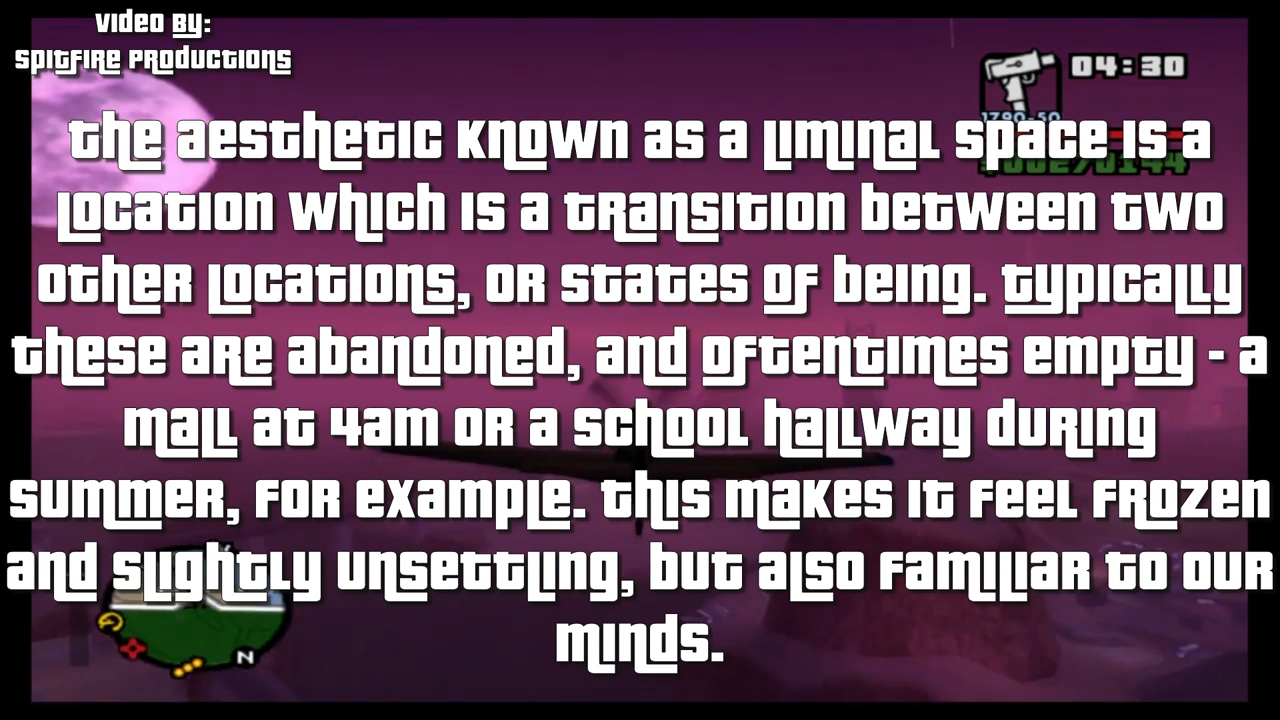 Video By:
Spitfire Productions
04:30
The aesthetic known as a liminal space is a
location which is a transition between two
other locations, or states of being. Typically
these are abandoned, and oftentimes empty - a
mall at 4am or a school hallway during
summer, for example. This makes it feel frozen
and slightly unsettling, but also familiar to our
minds.
N